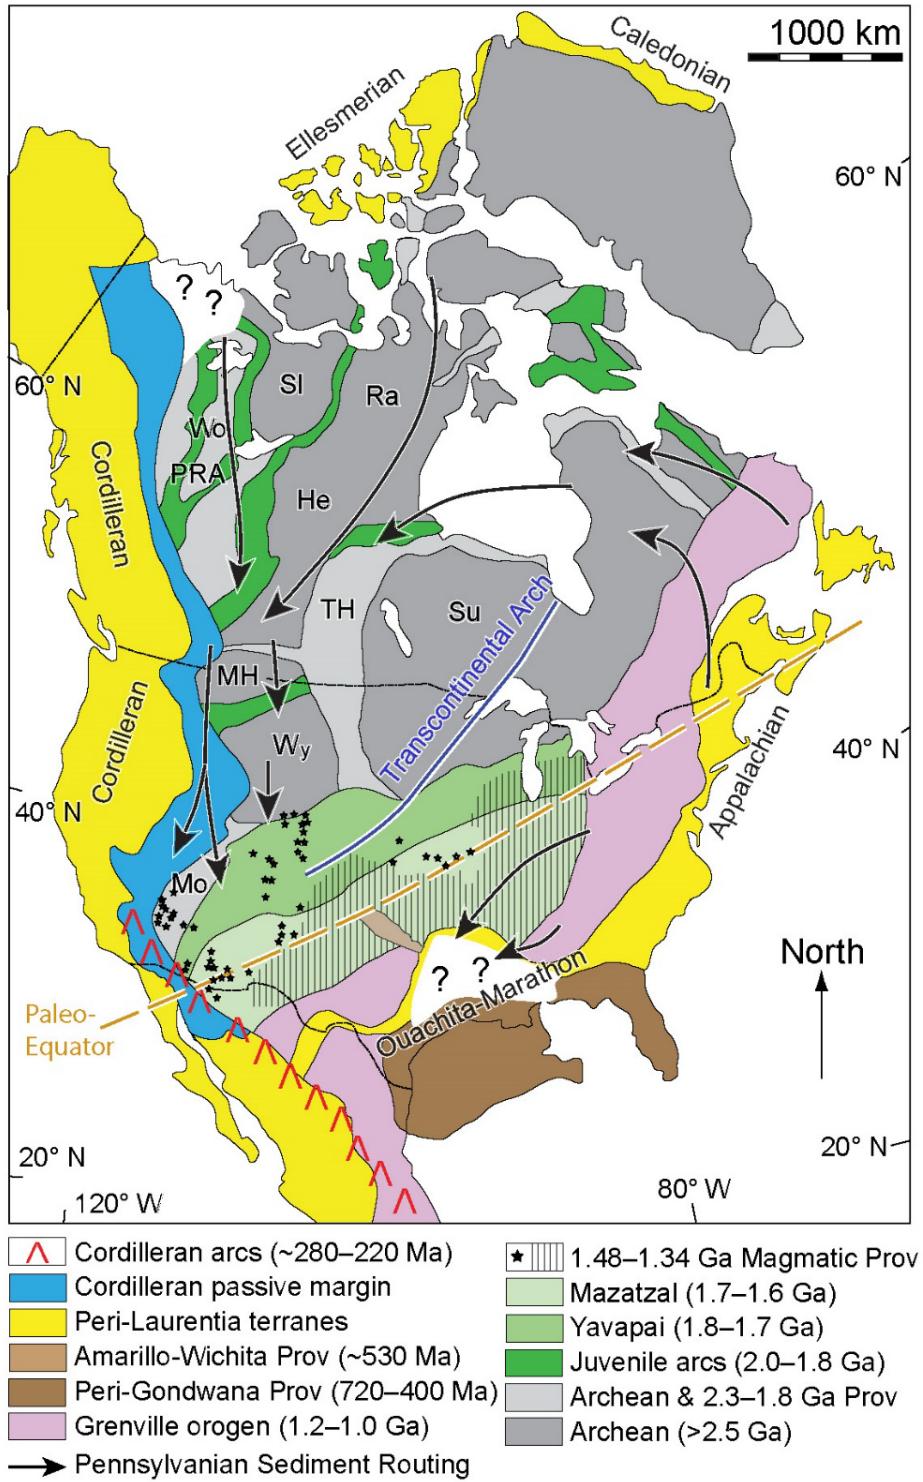 1000 km
Caledonian
Ellesmerian
60° N
? ?
60° N
Sl
Ra
Wo
PRA
He
Cordilleran
TH
Su
Transcontinental Arch
MH
Cordilleran
Wy
40° N
40° N
Appalachian
Mo
North
? ?
Ouachita-Marathon
Paleo-
Equator
20° N
20° N
120° W
80° W
Cordilleran arcs (~280–220 Ma)
Cordilleran passive margin
Peri-Laurentia terranes
Amarillo-Wichita Prov (~530 Ma)
Peri-Gondwana Prov (720–400 Ma)
Grenville orogen (1.2–1.0 Ga)
Pennsylvanian Sediment Routing
1.48–1.34 Ga Magmatic Prov
Mazatzal (1.7–1.6 Ga)
Yavapai (1.8–1.7 Ga)
Juvenile arcs (2.0–1.8 Ga)
Archean & 2.3–1.8 Ga Prov
Archean (>2.5 Ga)